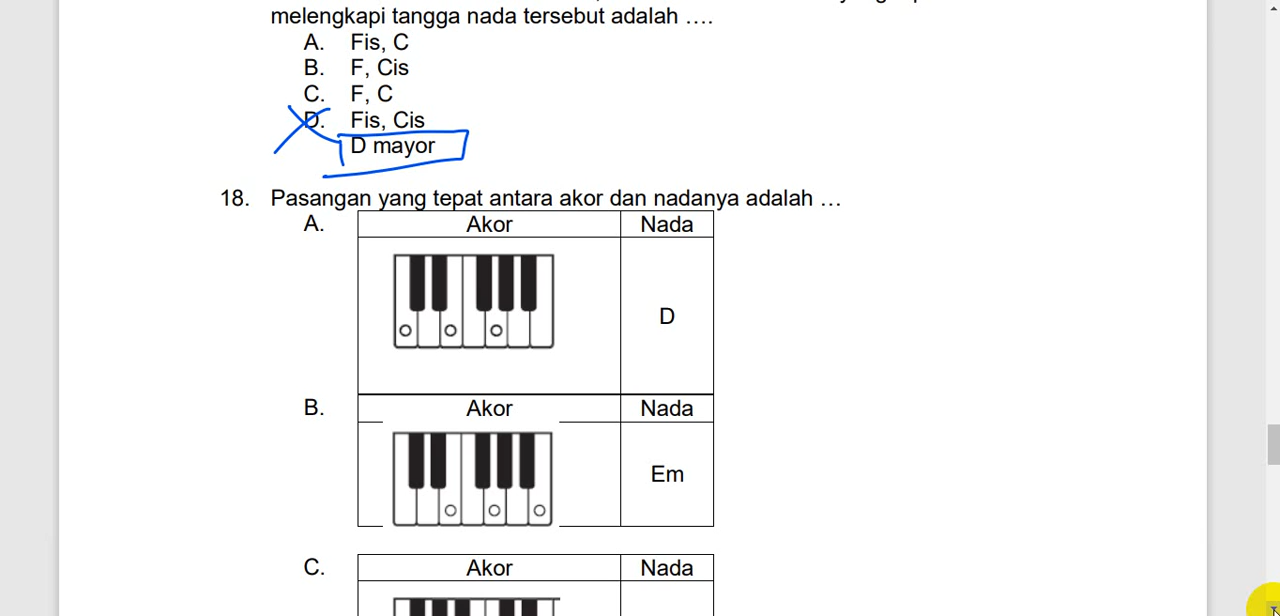 melengkapi tangga nada tersebut adalah ….
A. Fis, C
B. F, Cis
C. F, C
D. Fis, Cis
D mayor
18. Pasangan yang tepat antara akor dan nadanya adalah …
A. Akor Nada
D
B. Akor Nada
Em
C. Akor Nada